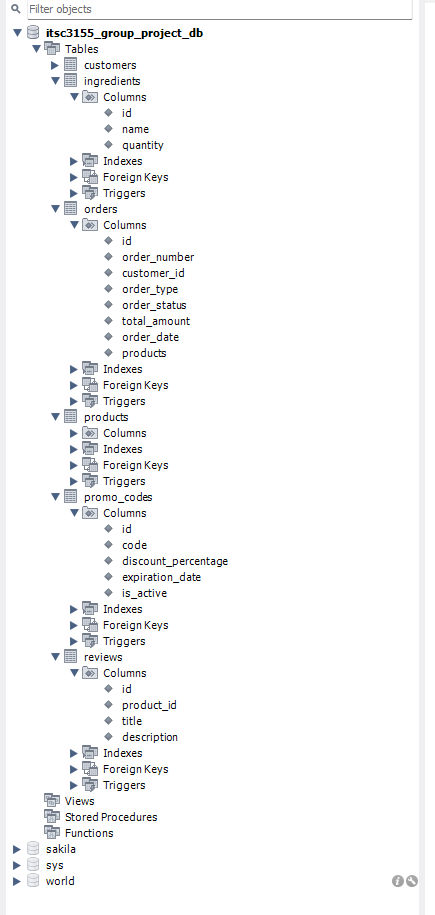 Filter objects
itsc3155_group_project_db
Tables
customers
ingredients
Columns
id
name
quantity
Indexes
Foreign Keys
Triggers
orders
Columns
id
order_number
customer_id
order_type
order_status
total_amount
order_date
products
Indexes
Foreign Keys
Triggers
products
Columns
Indexes
Foreign Keys
Triggers
promo_codes
Columns
id
code
discount_percentage
expiration_date
is_active
Indexes
Foreign Keys
Triggers
reviews
Columns
id
product_id
title
description
Indexes
Foreign Keys
Triggers
Views
Stored Procedures
Functions
sakila
sys
world